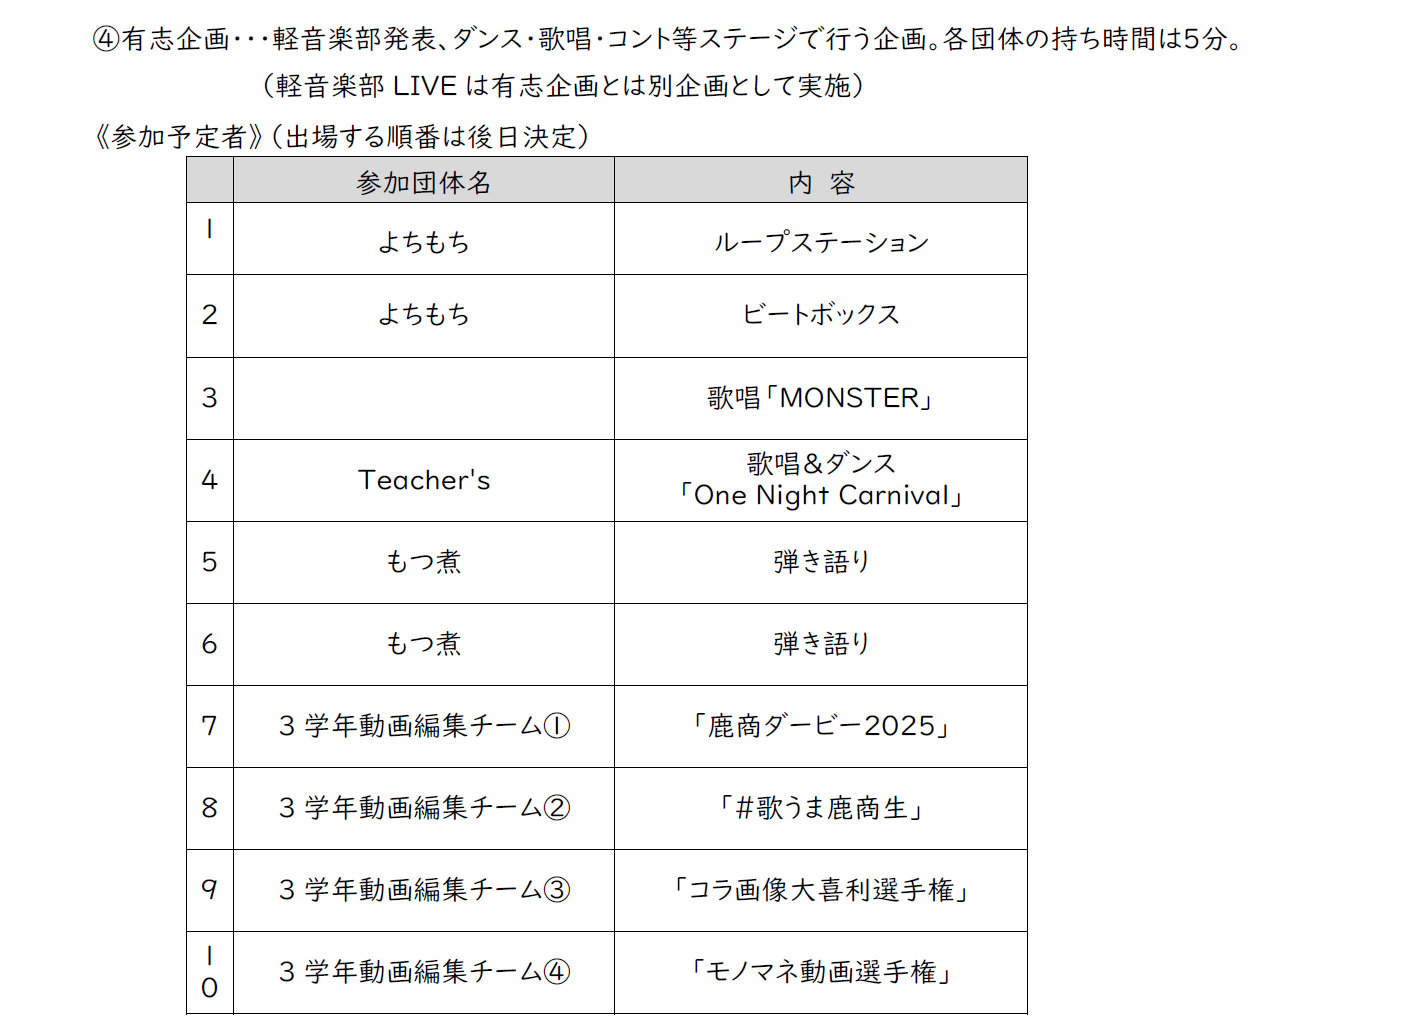 ④有志企画・・・軽音楽部発表、ダンス・歌唱・コント等ステージで行う企画。各団体の持ち時間は5分。
（軽音楽部 LIVE は有志企画とは別企画として実施）
《参加予定者》（出場する順番は後日決定）
参加団体名 内 容
1 よちもち ループステーション
2 よちもち ビートボックス
3 歌唱「MONSTER」
4 Teacher's 歌唱＆ダンス
「One Night Carnival」
5 もつ煮 弾き語り
6 もつ煮 弾き語り
7 3 学年動画編集チーム① 「鹿商ダービー2025」
8 3 学年動画編集チーム② 「＃歌うま鹿商生」
9 3 学年動画編集チーム③ 「コラ画像大喜利選手権」
10 3 学年動画編集チーム④ 「モノマネ動画選手権」